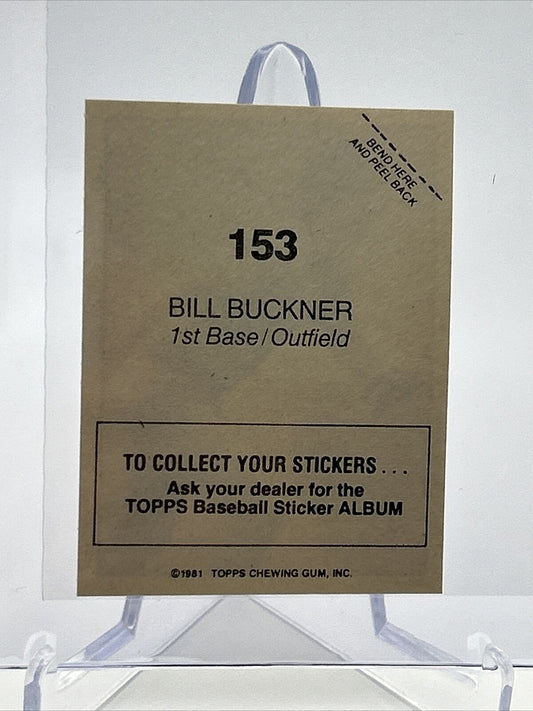 BEND HERE
AND PEEL BACK
153
BILL BUCKNER
1st Base/Outfield
TO COLLECT YOUR STICKERS...
Ask your dealer for the
TOPPS Baseball Sticker ALBUM
©1981 TOPPS CHEWING GUM, INC.